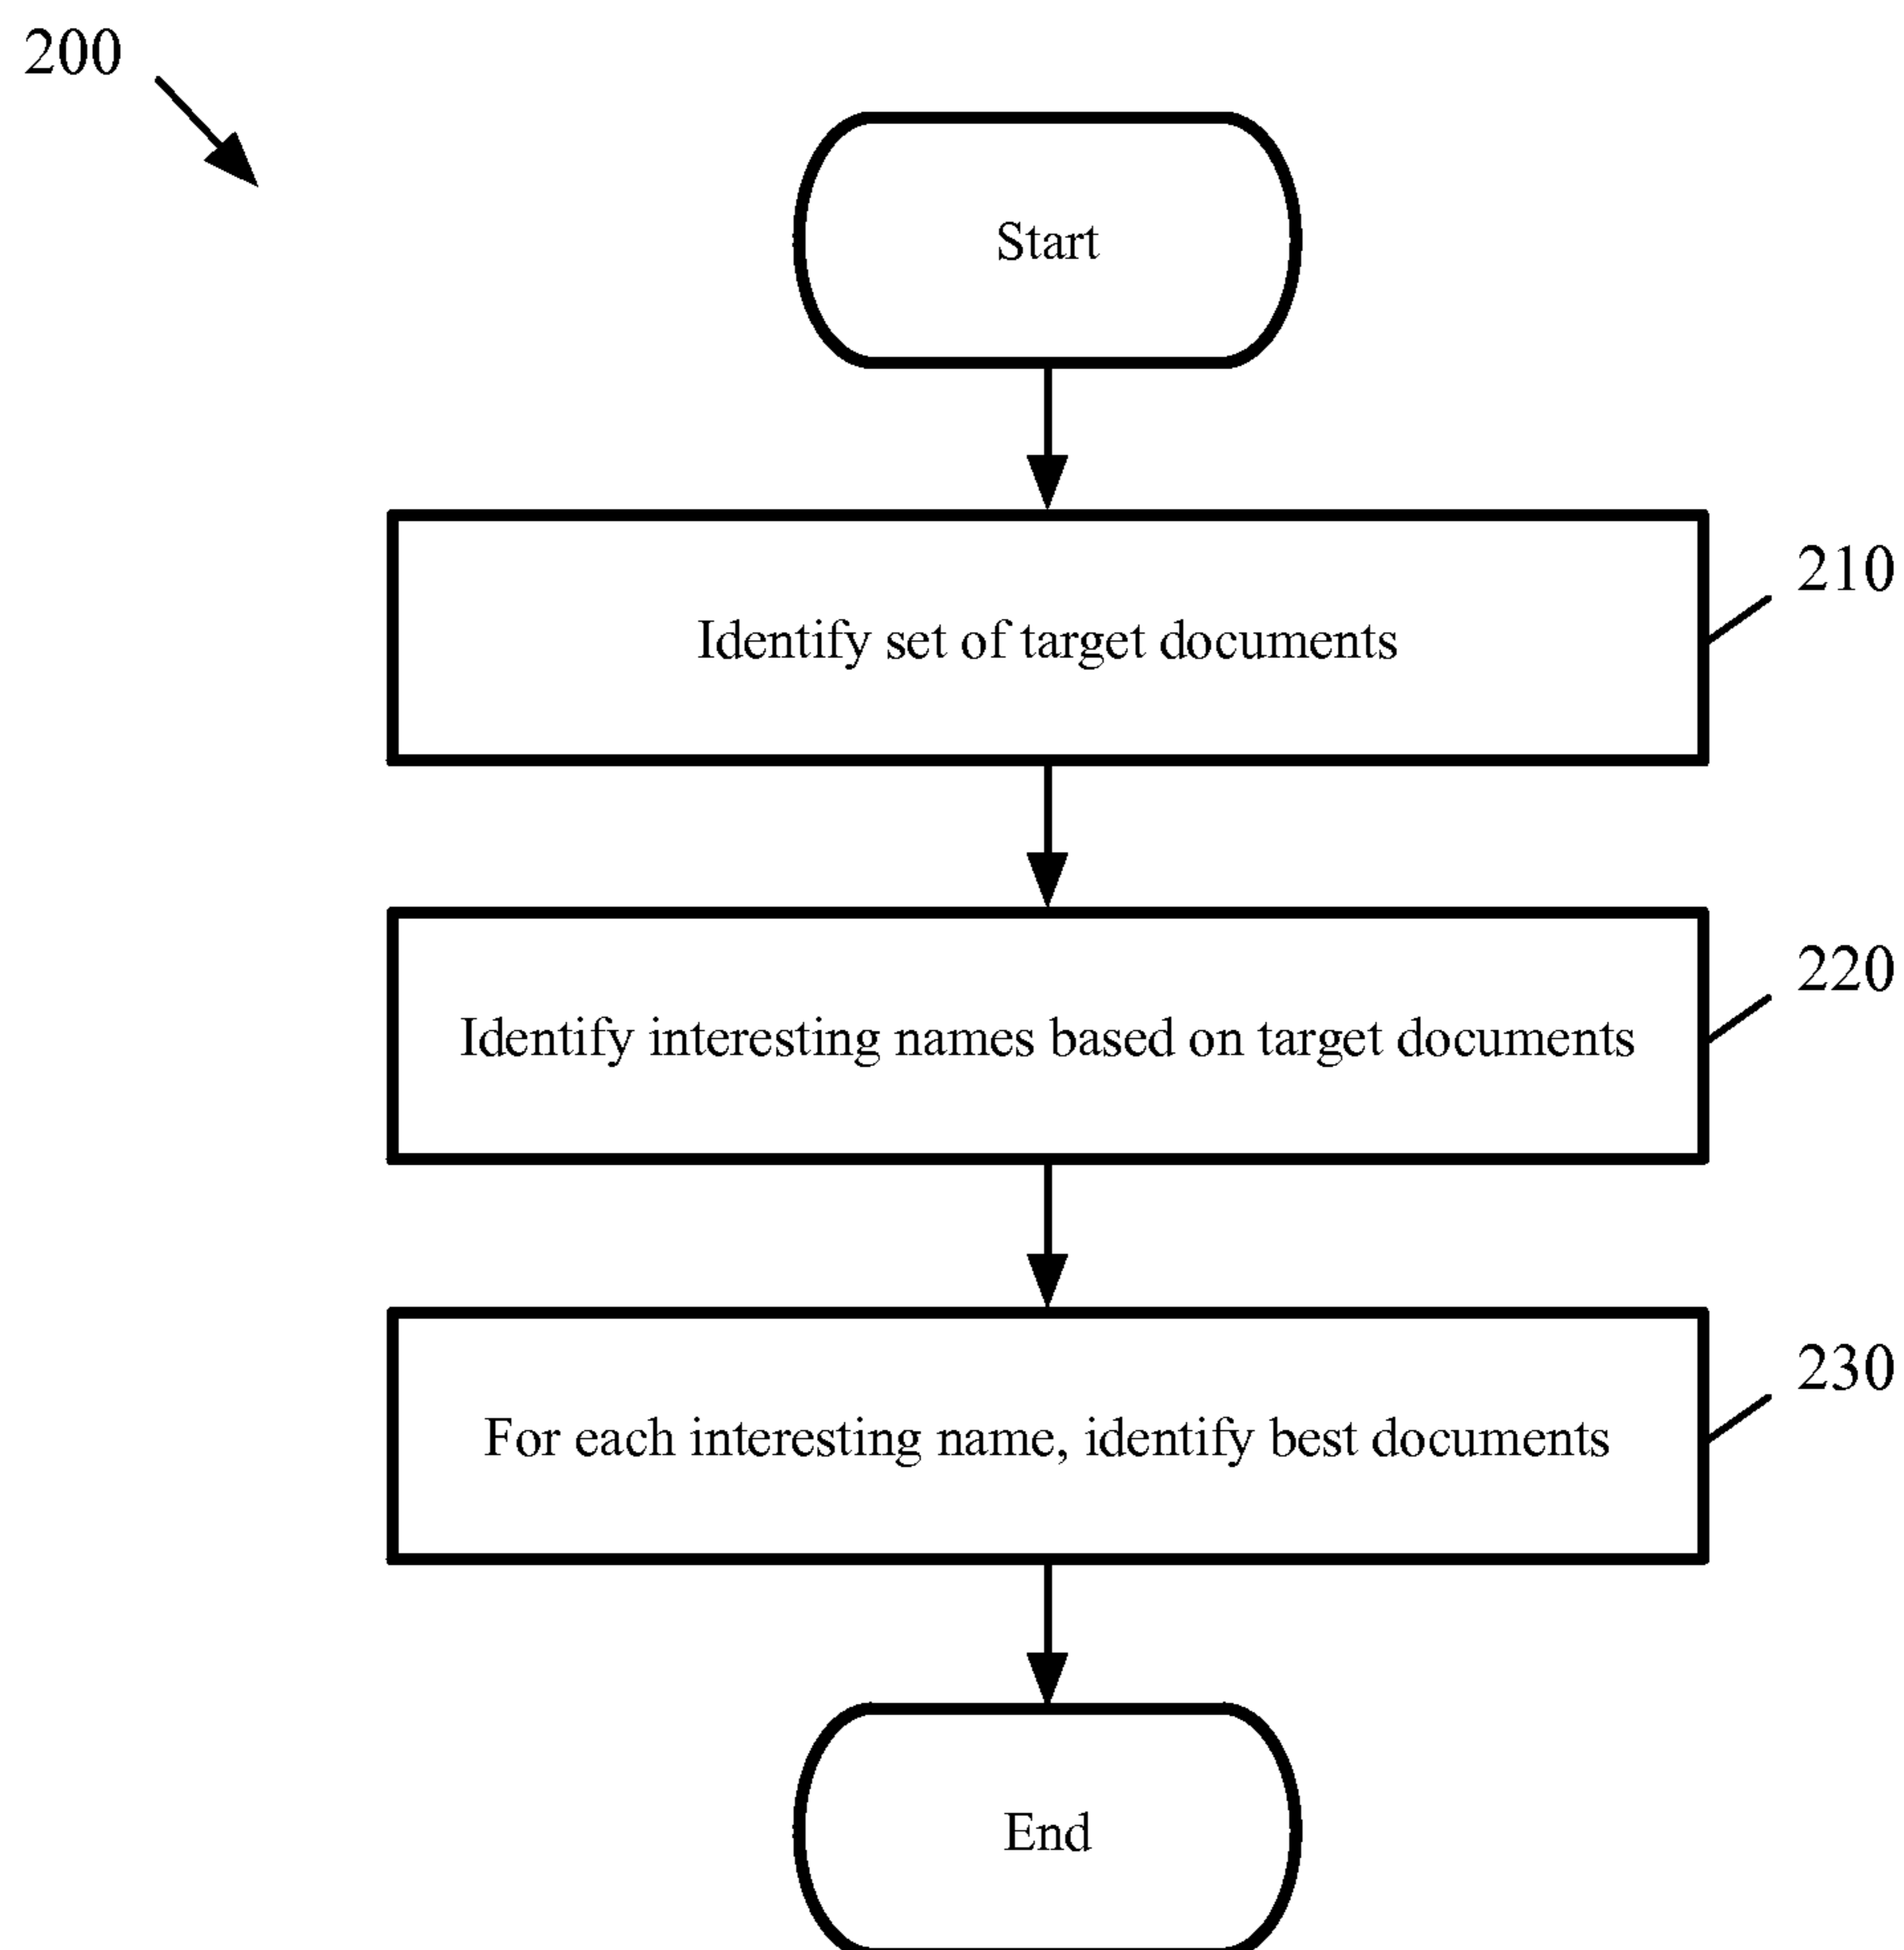 200
Start
210
Identify set of target documents
220
Identify interesting names based on target documents
230
For each interesting name, identify best documents
End